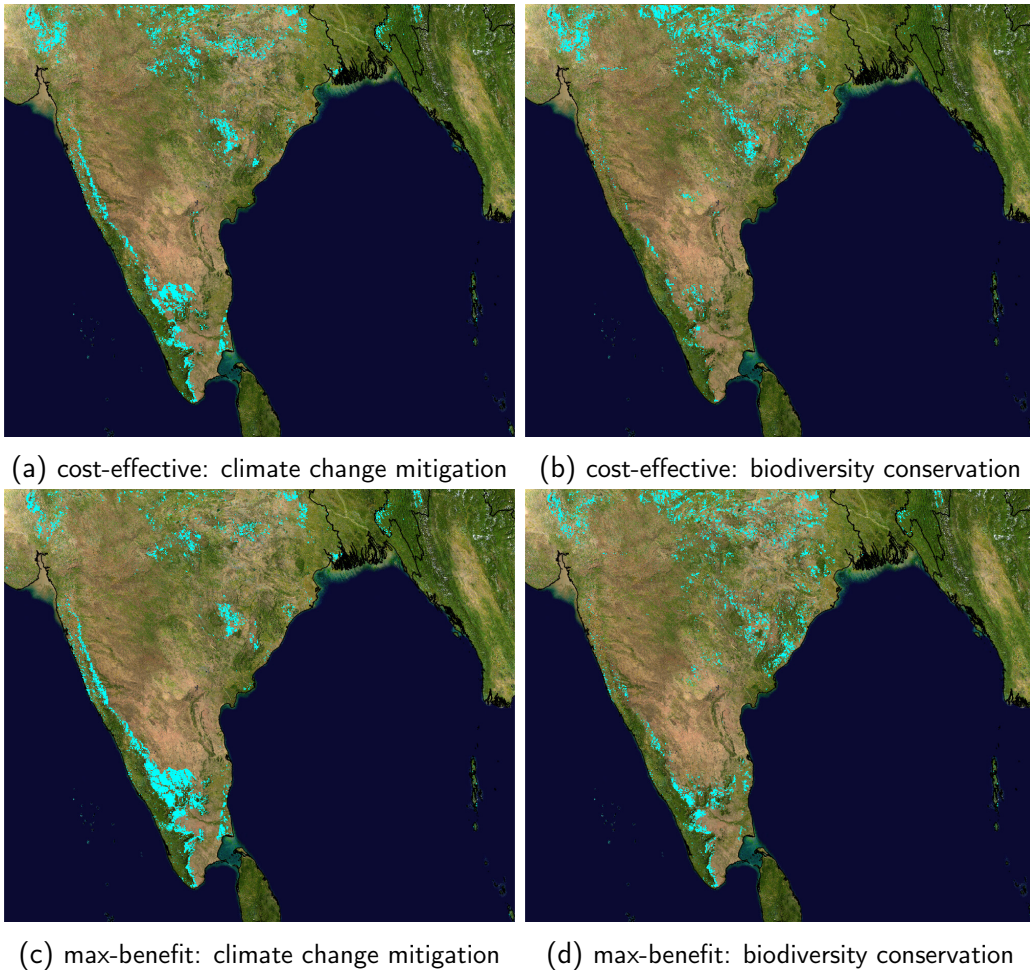 (a) cost-effective: climate change mitigation
(b) cost-effective: biodiversity conservation
(c) max-benefit: climate change mitigation
(d) max-benefit: biodiversity conservation